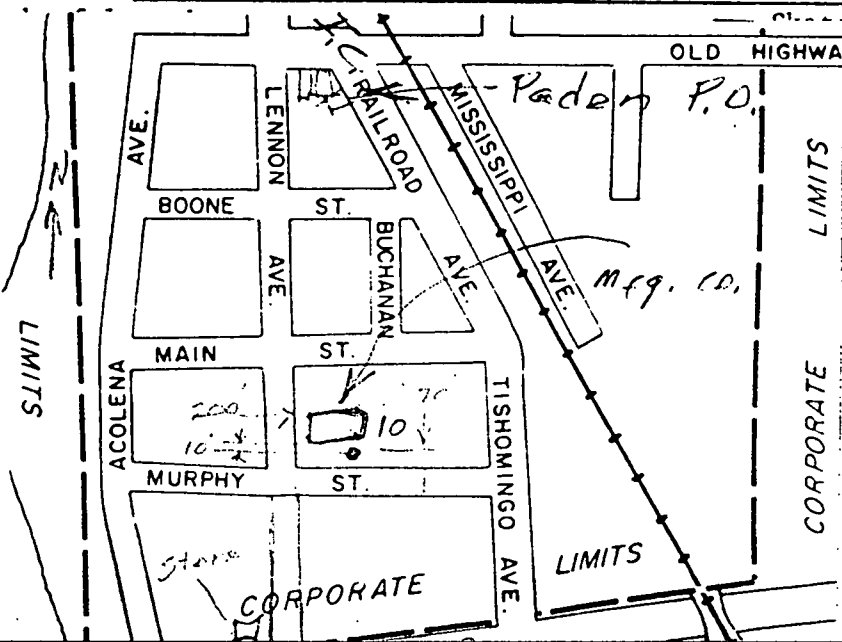 OLD HIGHWA
I.C.
RAILROAD
AVE.
Paden P.O.
MISSISSIPPI
AVE.
LENNON
AVE.
AVE.
ACOLENA
BOONE ST.
BUCHANAN
LIMITS
Mfg. Co.
LIMITS
CORPORATE
MAIN ST.
200'
10'
70'
10
TISHOMINGO AVE.
MURPHY ST.
Store
CORPORATE
LIMITS